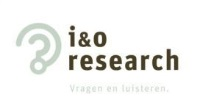 i&o
research
Vragen en luisteren.